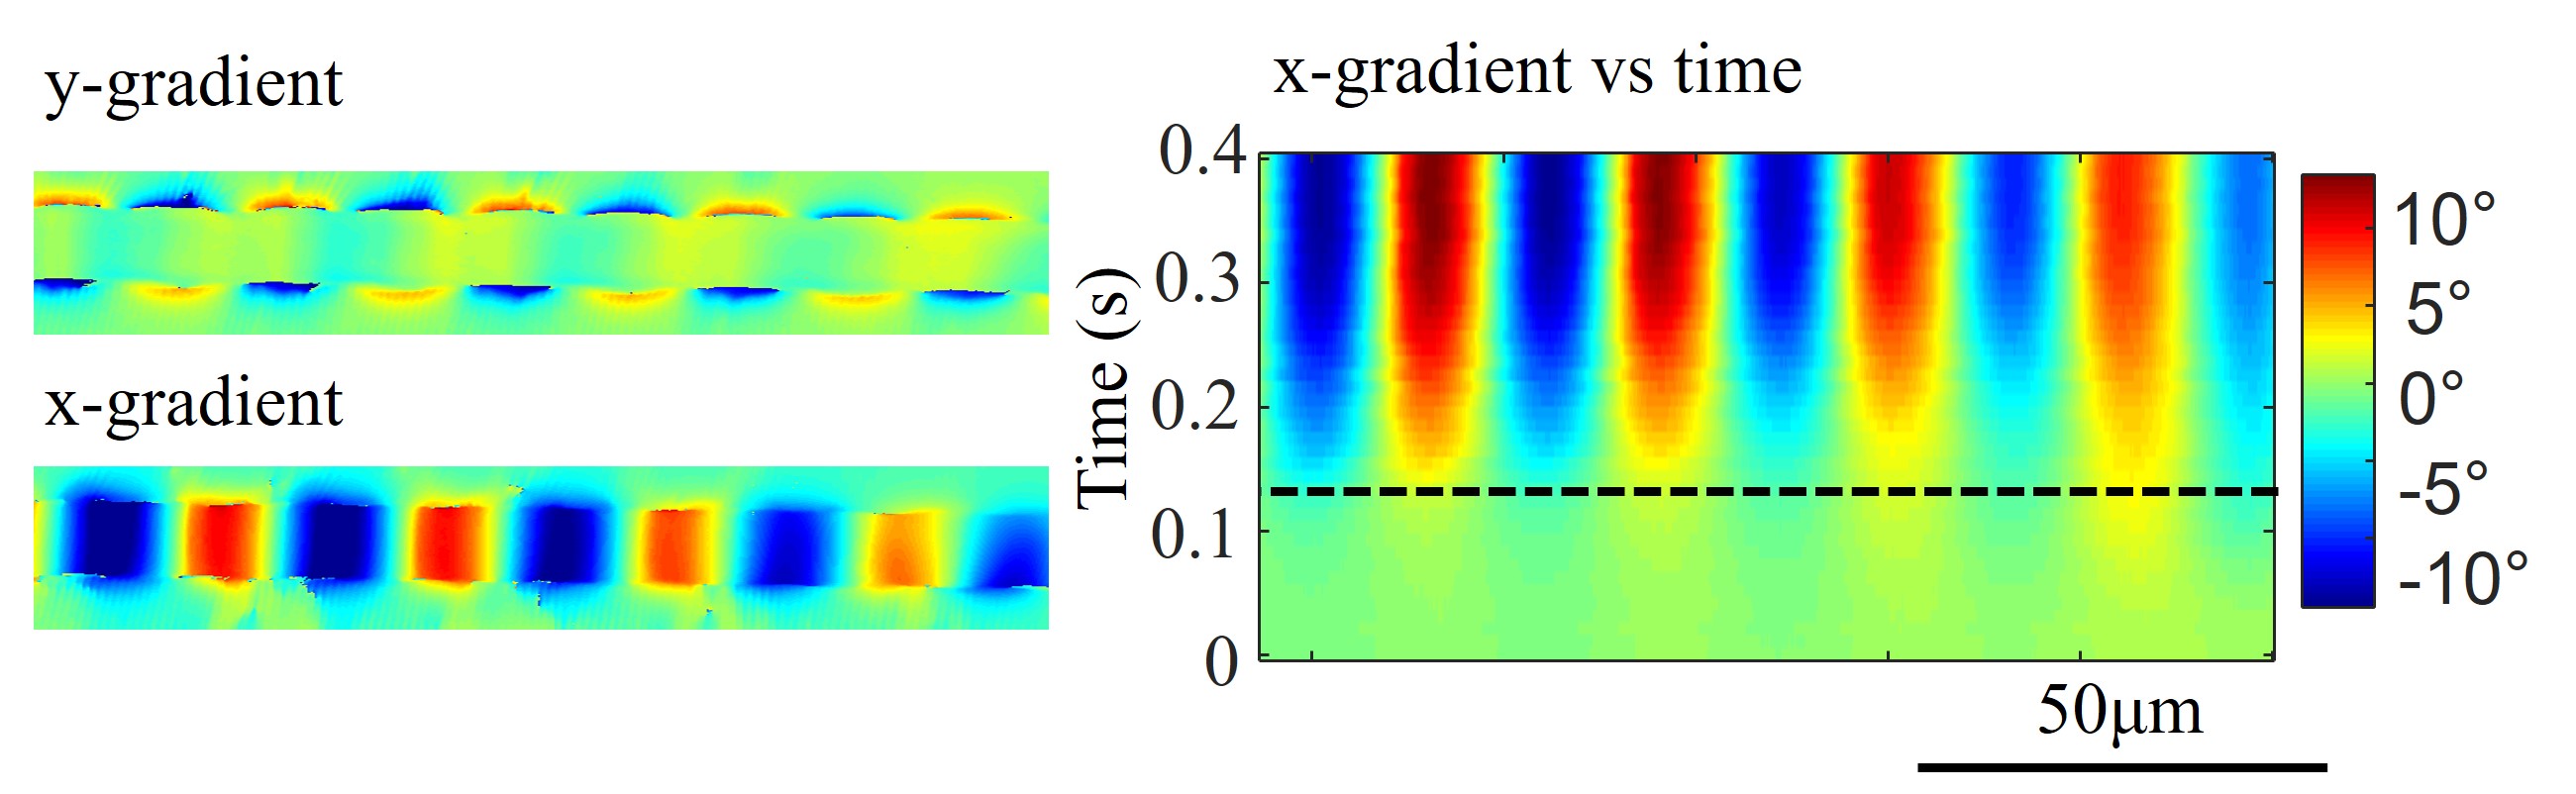 y-gradient
x-gradient
x-gradient vs time
Time (s)
0.4
0.3
0.2
0.1
0
10°
5°
0°
-5°
-10°
50μm